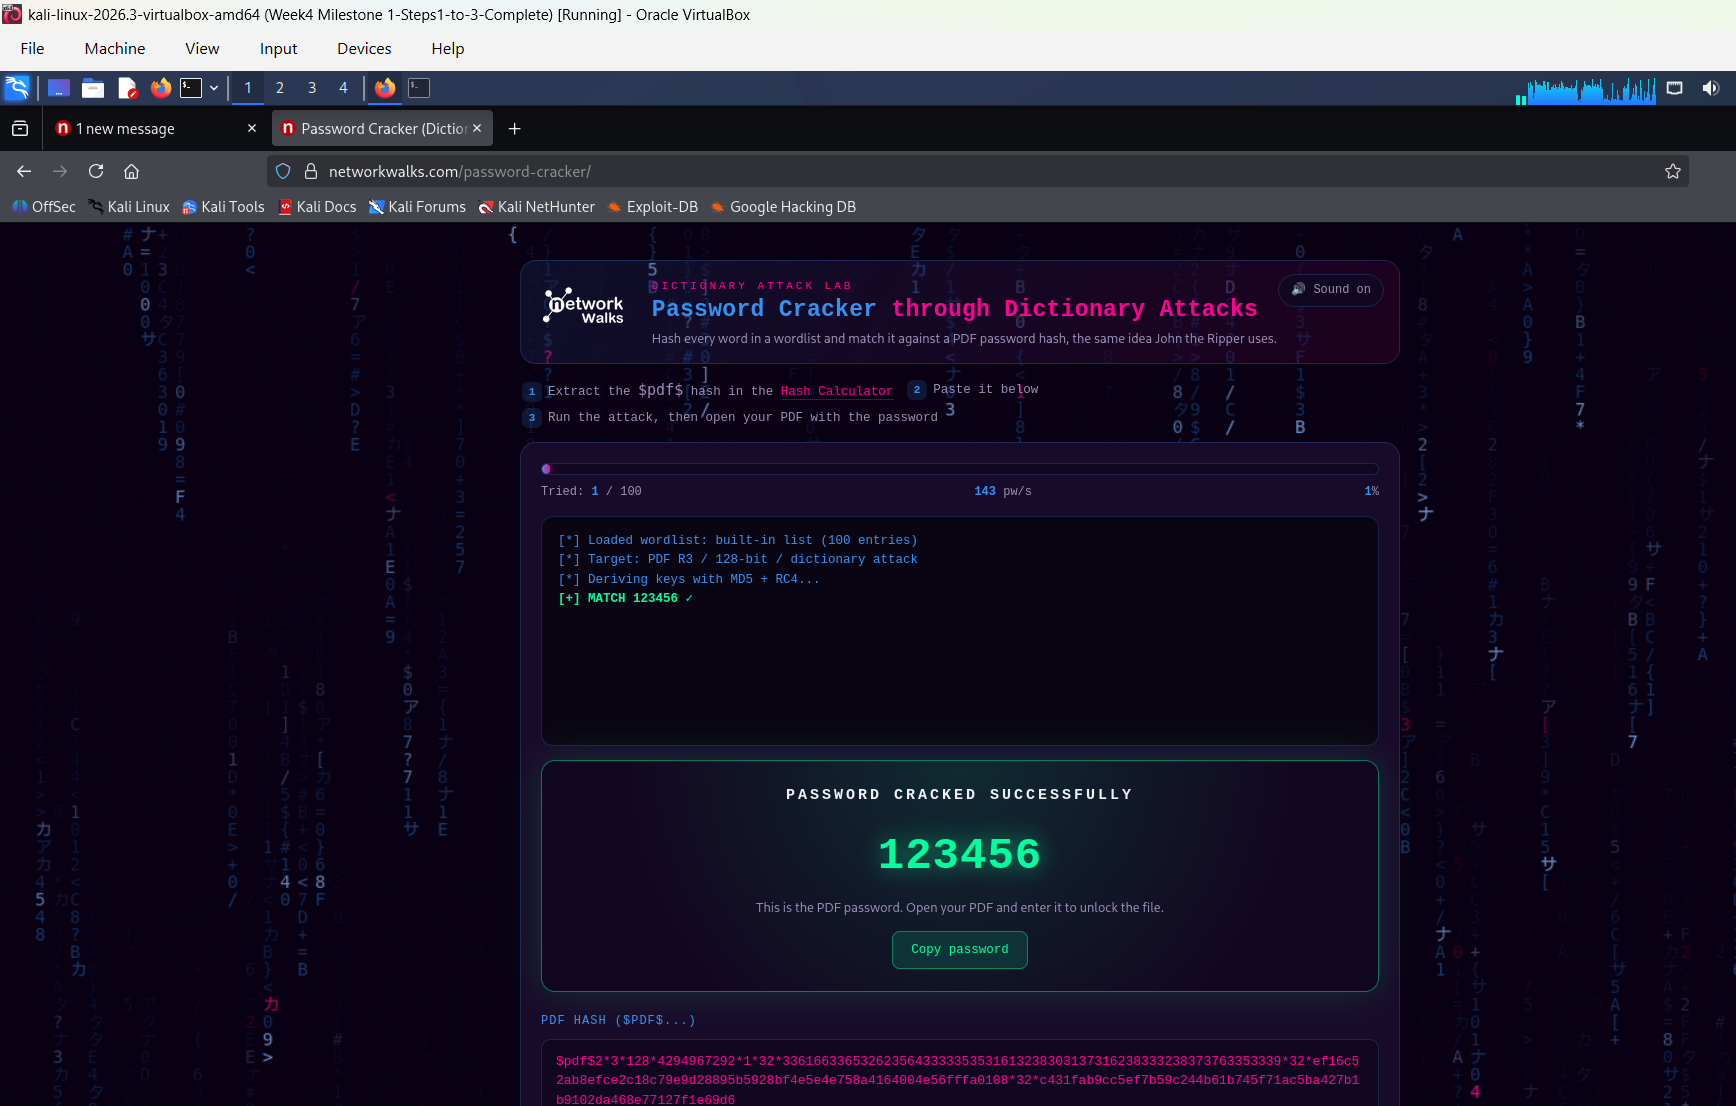 kali-linux-2026.3-virtualbox-amd64 (Week4 Milestone 1-Steps1-to-3-Complete) [Running] - Oracle VirtualBox
File Machine View Input Devices Help
1 2 3 4
1 new message
Password Cracker (Dictio
networkwalks.com/password-cracker/
OffSec Kali Linux Kali Tools Kali Docs Kali Forums Kali NetHunter Exploit-DB Google Hacking DB
network Walks
DICTIONARY ATTACK LAB
Password Cracker through Dictionary Attacks
Hash every word in a wordlist and match it against a PDF password hash, the same idea John the Ripper uses.
Sound on
1 Extract the $pdf$ hash in the Hash Calculator 2 Paste it below
3 Run the attack, then open your PDF with the password
Tried: 1 / 100 143 pw/s 1%
[*] Loaded wordlist: built-in list (100 entries)
[*] Target: PDF R3 / 128-bit / dictionary attack
[*] Deriving keys with MD5 + RC4...
[+] MATCH 123456 ✓
PASSWORD CRACKED SUCCESSFULLY
123456
This is the PDF password. Open your PDF and enter it to unlock the file.
Copy password
PDF HASH ($PDF$...)
$pdf$2*3*128*4294967292*1*32*3361663365326235643333353531613238303137316238333238373763353339*32*ef16c5
2ab8efce2c18c79e9d28895b5928bf4e5e4e758a4164004e56fffa0108*32*c431fab9cc5ef7b59c244b61b745f71ac5ba427b1
b9102da468e77127f1e69d6